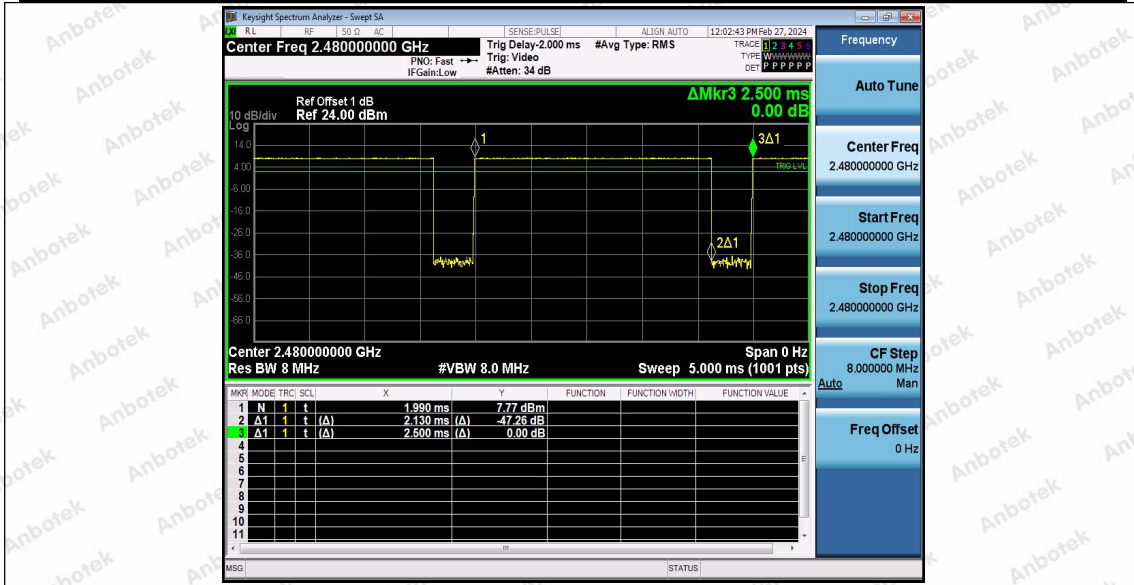 Keysight Spectrum Analyzer - Swept SA
LXI RL RF 50 Ω AC SENSE:PULSE ALIGN AUTO 12:02:43 PM Feb 27, 2024
Center Freq 2.480000000 GHz
PNO: Fast
IFGain:Low
Trig Delay-2.000 ms
Trig: Video
#Atten: 34 dB
#Avg Type: RMS
TRACE 1 2 3 4 5 6
TYPE WWWWWW
DET P P P P P P
ΔMkr3 2.500 ms
0.00 dB
Ref Offset 1 dB
10 dB/div Ref 24.00 dBm
Log
14.0
4.00
-6.00
-16.0
-26.0
-36.0
-46.0
-56.0
-66.0
1
3Δ1
TRIG LVL
2Δ1
Center 2.480000000 GHz Span 0 Hz
Res BW 8 MHz #VBW 8.0 MHz Sweep 5.000 ms (1001 pts)
MKR MODE TRC SCL X Y FUNCTION FUNCTION WIDTH FUNCTION VALUE
1 N 1 t 1.990 ms 7.77 dBm
2 Δ1 1 t (Δ) 2.130 ms (Δ) -47.26 dB
3 Δ1 1 t (Δ) 2.500 ms (Δ) 0.00 dB
4
5
6
7
8
9
10
11
MSG STATUS
Frequency
Auto Tune
Center Freq
2.480000000 GHz
Start Freq
2.480000000 GHz
Stop Freq
2.480000000 GHz
CF Step
8.000000 MHz
Auto Man
Freq Offset
0 Hz
Anbotek